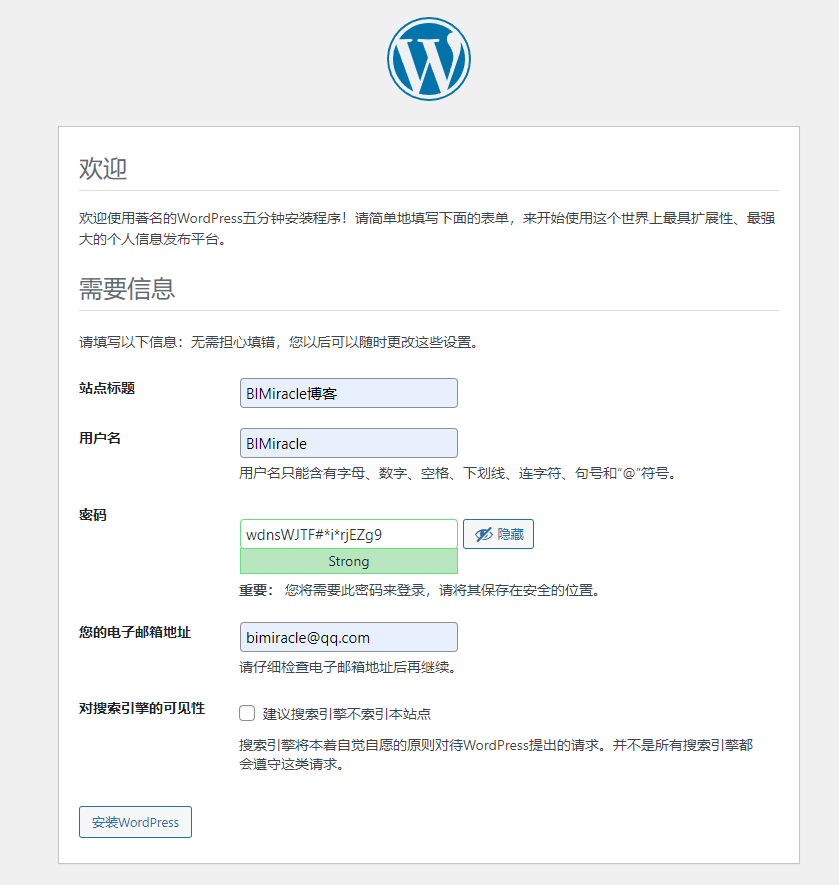 欢迎
欢迎使用著名的WordPress五分钟安装程序！请简单地填写下面的表单，来开始使用这个世界上最具扩展性、最强
大的个人信息发布平台。
需要信息
请填写以下信息：无需担心填错，您以后可以随时更改这些设置。
站点标题
BIMiracle博客
用户名
BIMiracle
用户名只能含有字母、数字、空格、下划线、连字符、句号和“@”符号。
密码
wdnsWJTF#*i*rjEZg9
隐藏
Strong
重要： 您将需要此密码来登录，请将其保存在安全的位置。
您的电子邮箱地址
bimiracle@qq.com
请仔细检查电子邮箱地址后再继续。
对搜索引擎的可见性
建议搜索引擎不索引本站点
搜索引擎将本着自觉自愿的原则对待WordPress提出的请求。并不是所有搜索引擎都
会遵守这类请求。
安装WordPress